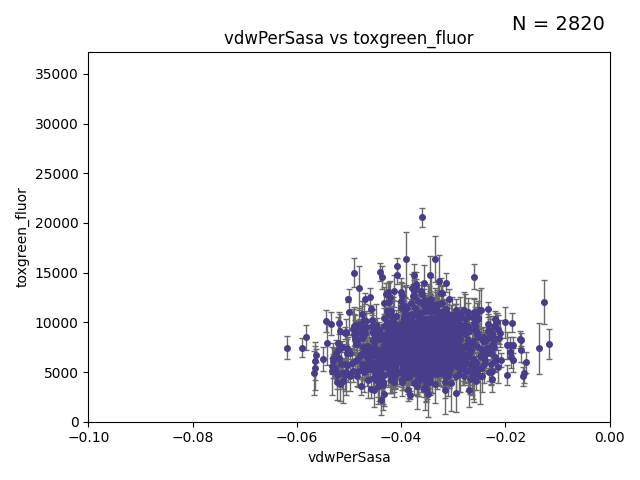 N = 2820
vdwPerSasa vs toxgreen_fluor
35000
30000
25000
20000
15000
10000
5000
0
toxgreen_fluor
−0.10 −0.08 −0.06 −0.04 −0.02 0.00
vdwPerSasa